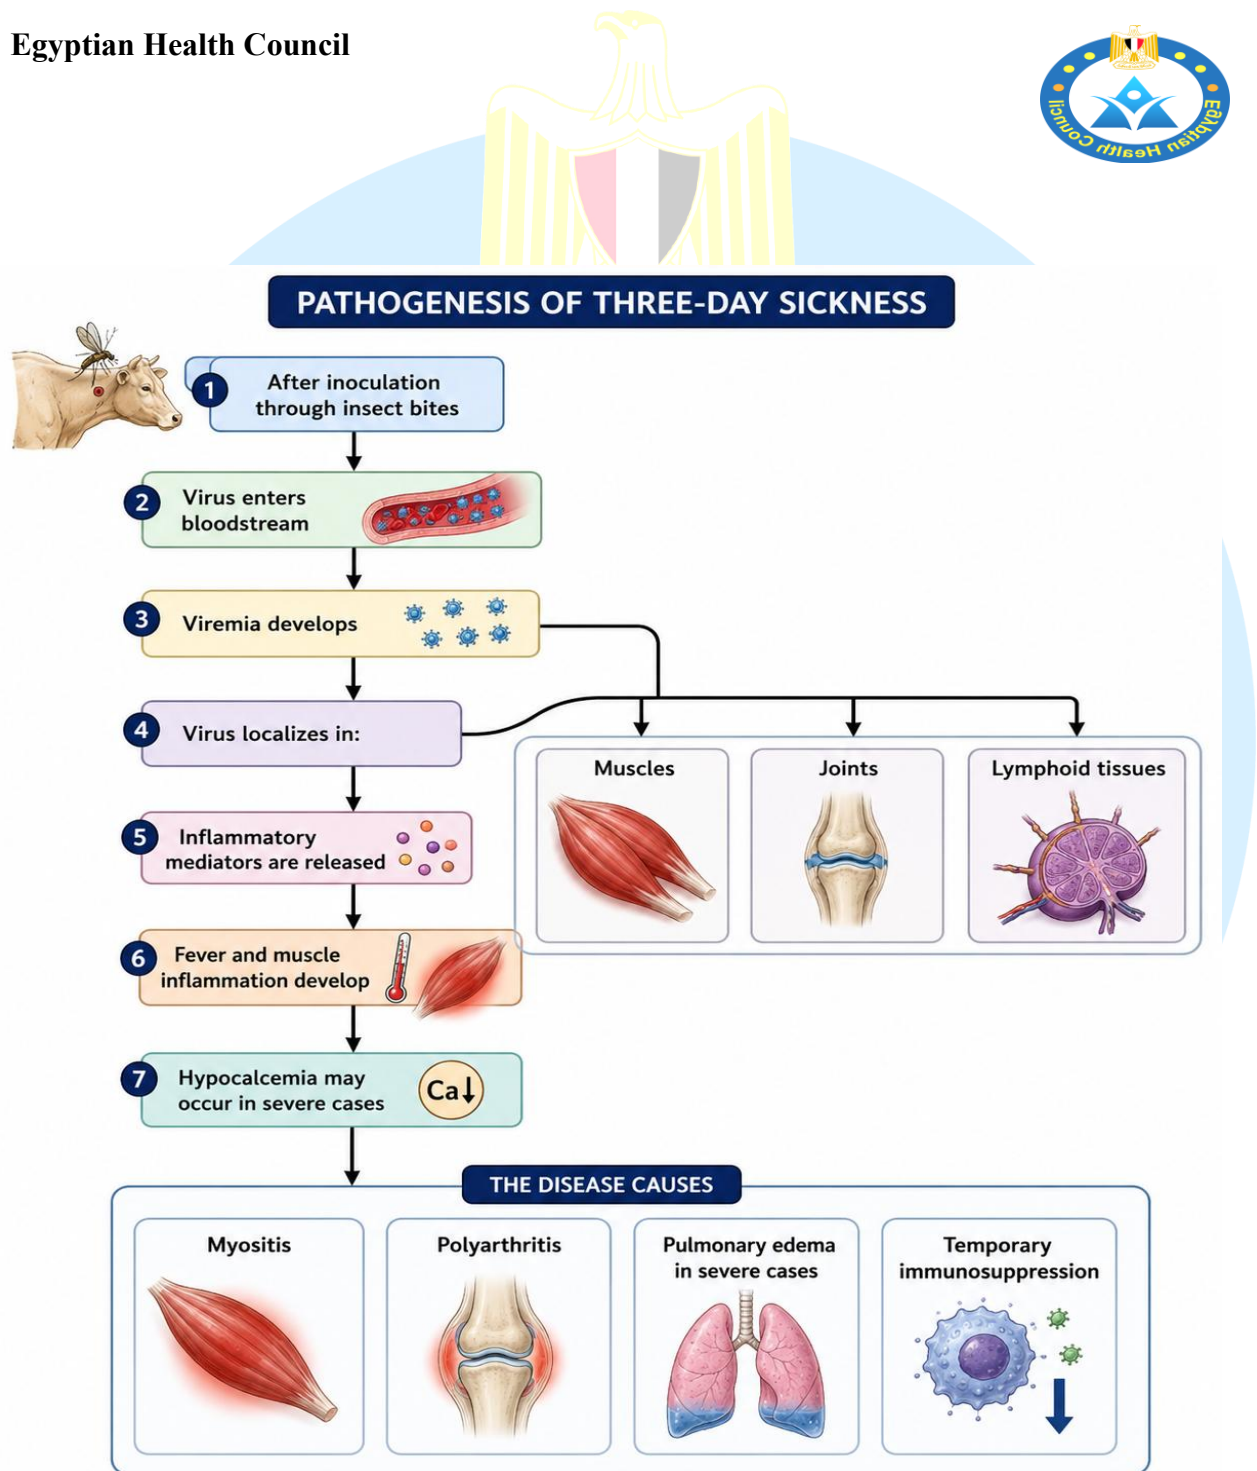 Egyptian Health Council
Egyptian Health Council
PATHOGENESIS OF THREE-DAY SICKNESS
1
After inoculation
through insect bites
2
Virus enters
bloodstream
3
Viremia develops
4
Virus localizes in:
Muscles
Joints
Lymphoid tissues
5
Inflammatory
mediators are released
6
Fever and muscle
inflammation develop
7
Hypocalcemia may
occur in severe cases
Ca↓
THE DISEASE CAUSES
Myositis
Polyarthritis
Pulmonary edema
in severe cases
Temporary
immunosuppression